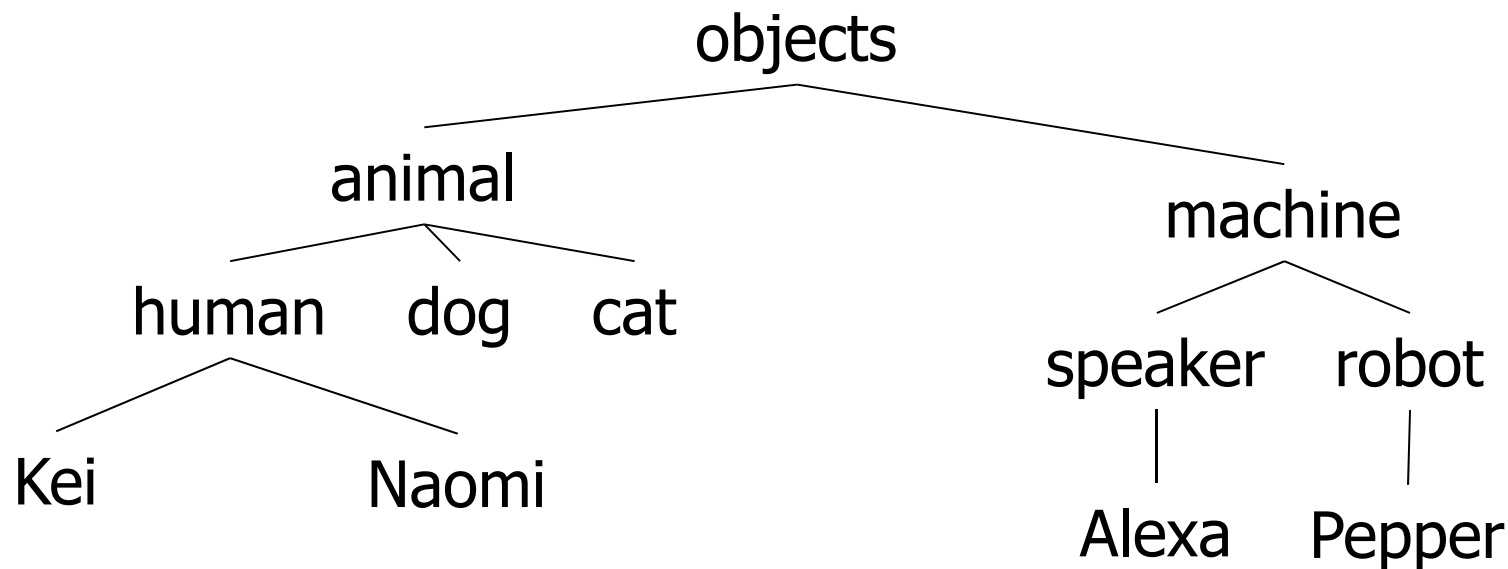 objects
animal
machine
human dog cat
speaker robot
Kei Naomi
Alexa Pepper